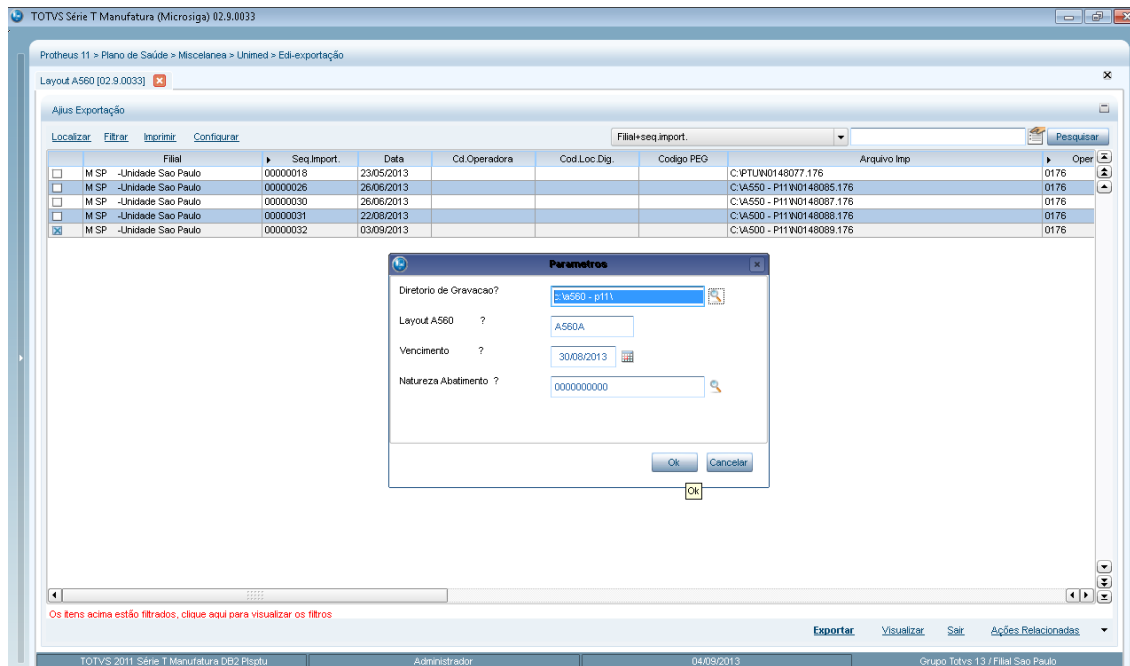 TOTVS Série T Manufatura (Microsiga) 02.9.0033
Protheus 11 > Plano de Saúde > Miscelanea > Unimed > Edi-exportação
Layout A560 [02.9.0033]
Ajius Exportação
Localizar Filtrar Imprimir Configurar Filial+seq.import. Pesquisar
Filial Seq.Import. Data Cd.Operadora Cod.Loc.Dig. Codigo PEG Arquivo Imp Oper
M SP -Unidade Sao Paulo 00000018 23/05/2013 C:\PTU\N0148077.176 0176
M SP -Unidade Sao Paulo 00000026 26/06/2013 C:\A550 - P11\N0148085.176 0176
M SP -Unidade Sao Paulo 00000030 26/06/2013 C:\A550 - P11\N0148087.176 0176
M SP -Unidade Sao Paulo 00000031 22/08/2013 C:\A500 - P11\N0148088.176 0176
M SP -Unidade Sao Paulo 00000032 03/09/2013 C:\A500 - P11\N0148089.176 0176
Parametros
Diretorio de Gravacao? c:\a560 - p11\
Layout A560 ? A560A
Vencimento ? 30/08/2013
Natureza Abatimento ? 0000000000
Ok Cancelar
Ok
Os itens acima estão filtrados, clique aqui para visualizar os filtros
Exportar Visualizar Sair Ações Relacionadas
TOTVS 2011 Série T Manufatura DB2 Plsptu Administrador 04/09/2013 Grupo Totvs 13 / Filial Sao Paulo